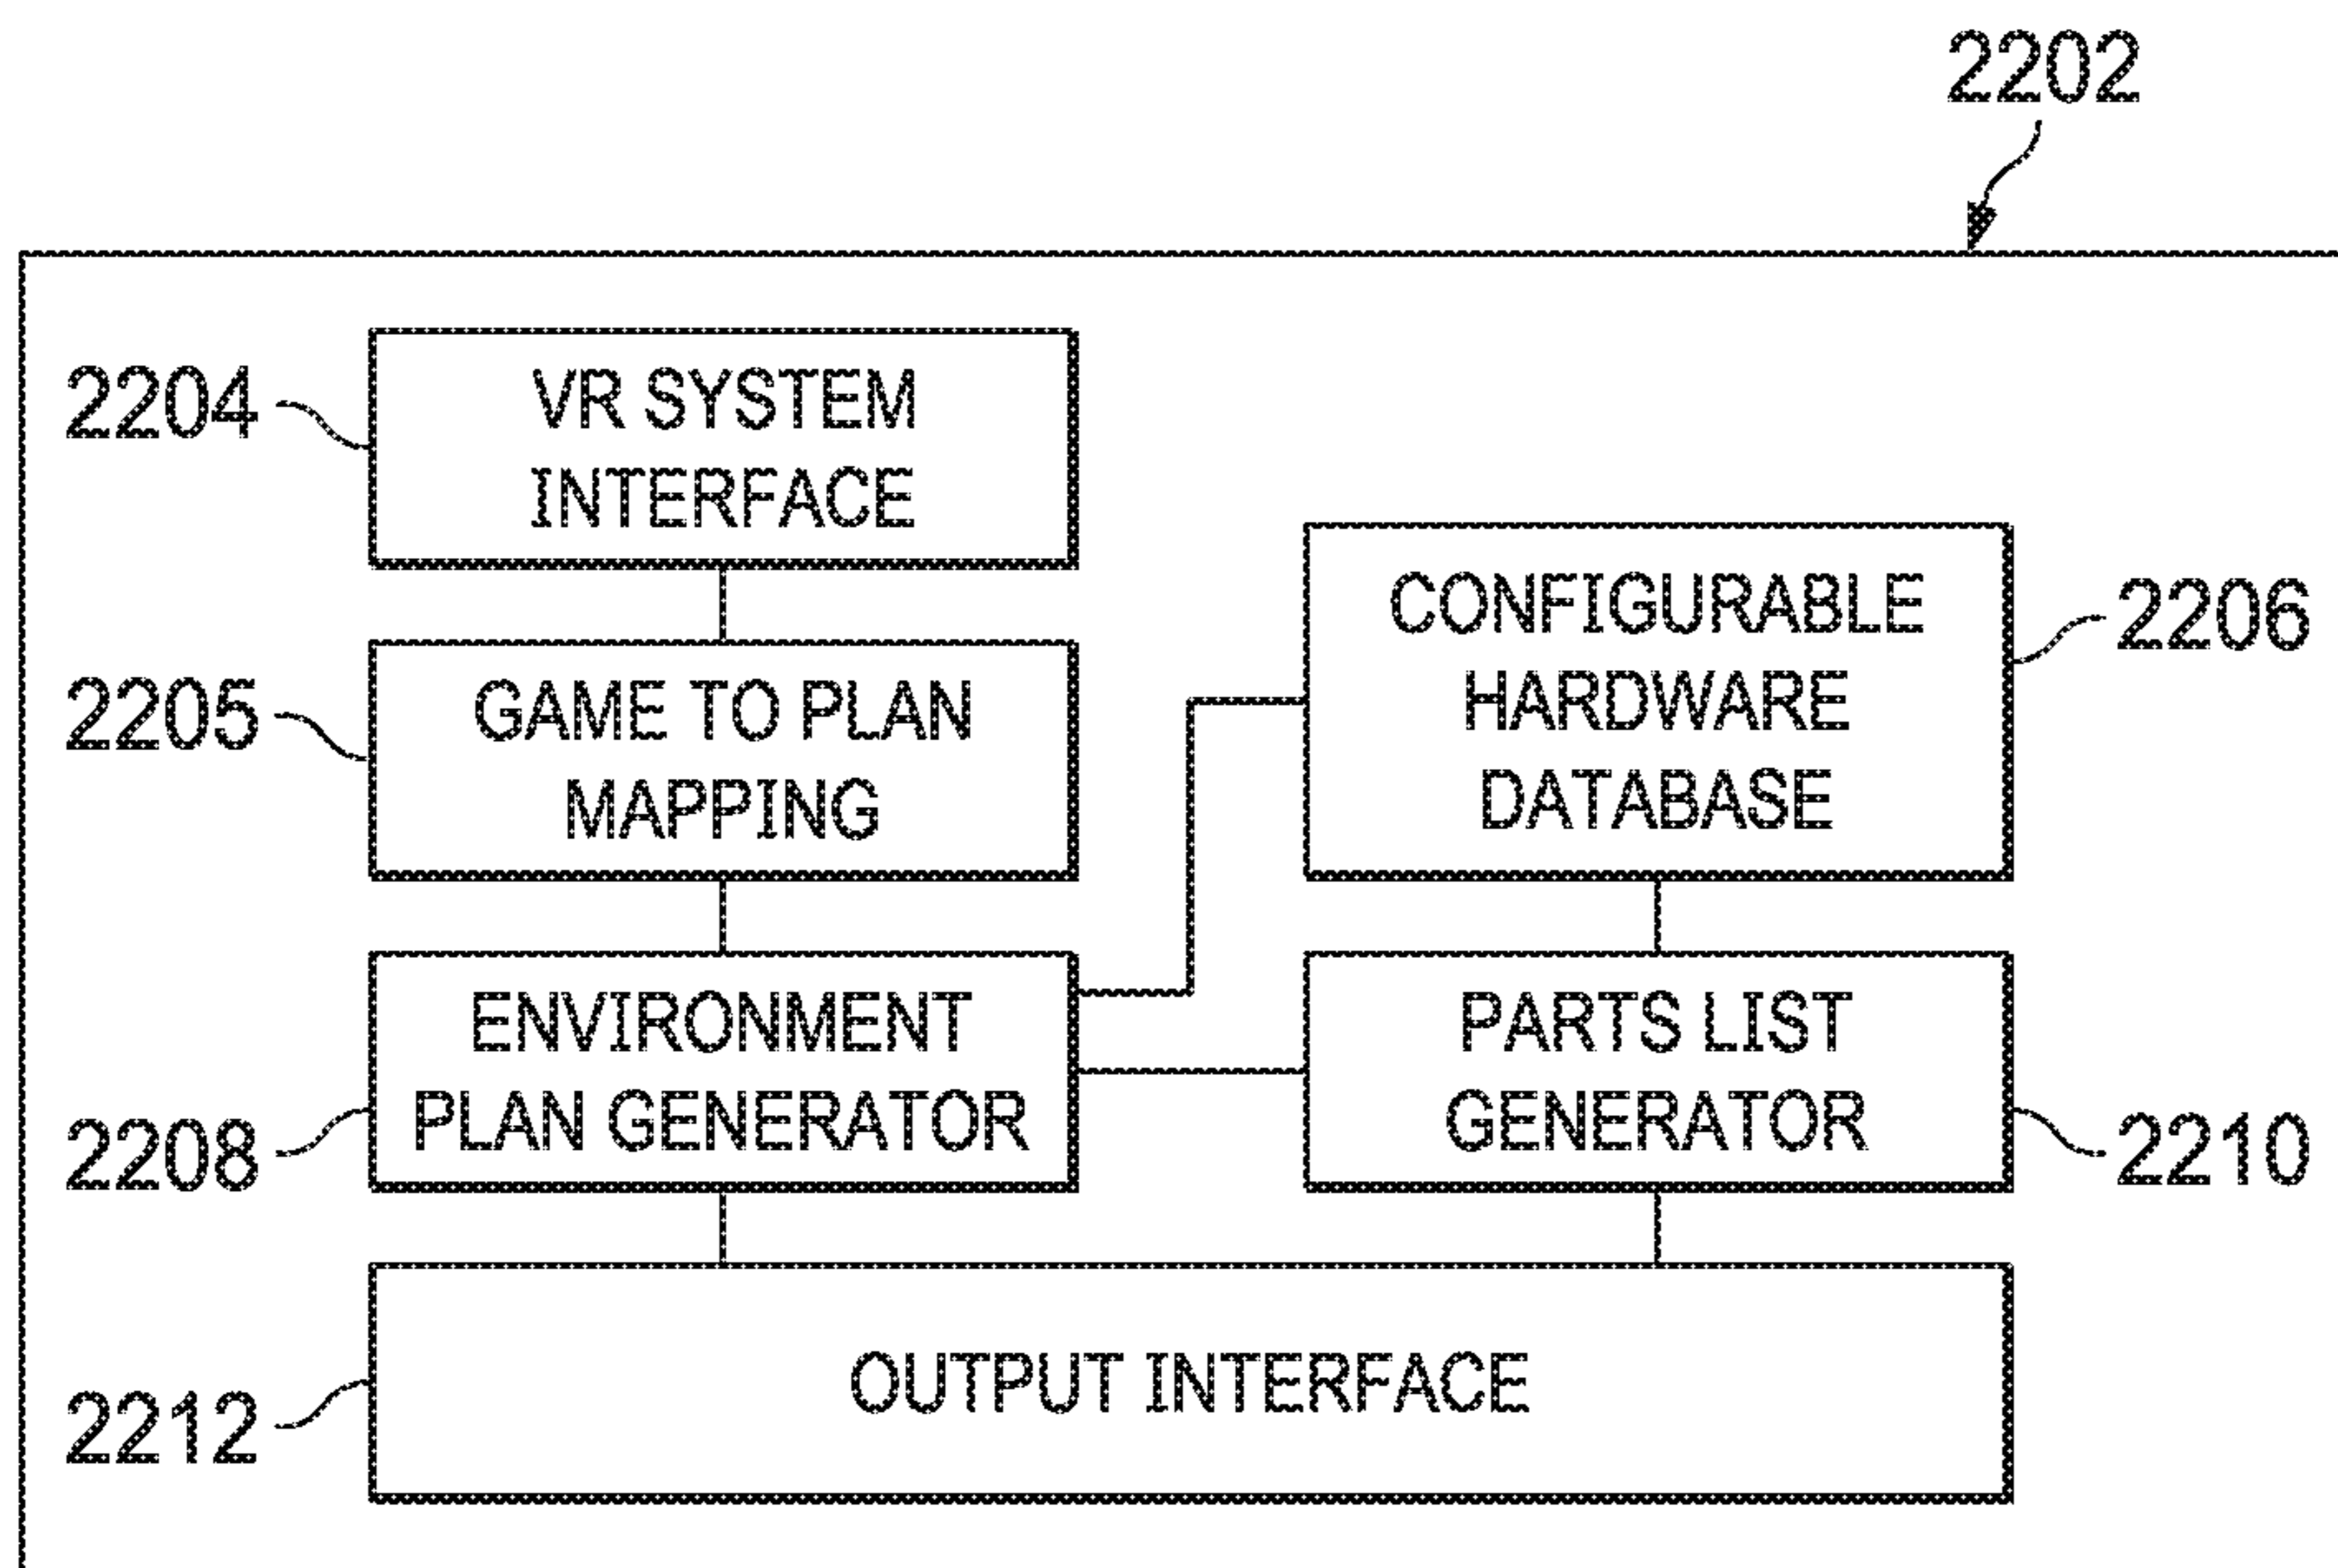 2202
2204
VR SYSTEM
INTERFACE
2205
GAME TO PLAN
MAPPING
CONFIGURABLE
HARDWARE
DATABASE
2206
2208
ENVIRONMENT
PLAN GENERATOR
PARTS LIST
GENERATOR
2210
2212
OUTPUT INTERFACE